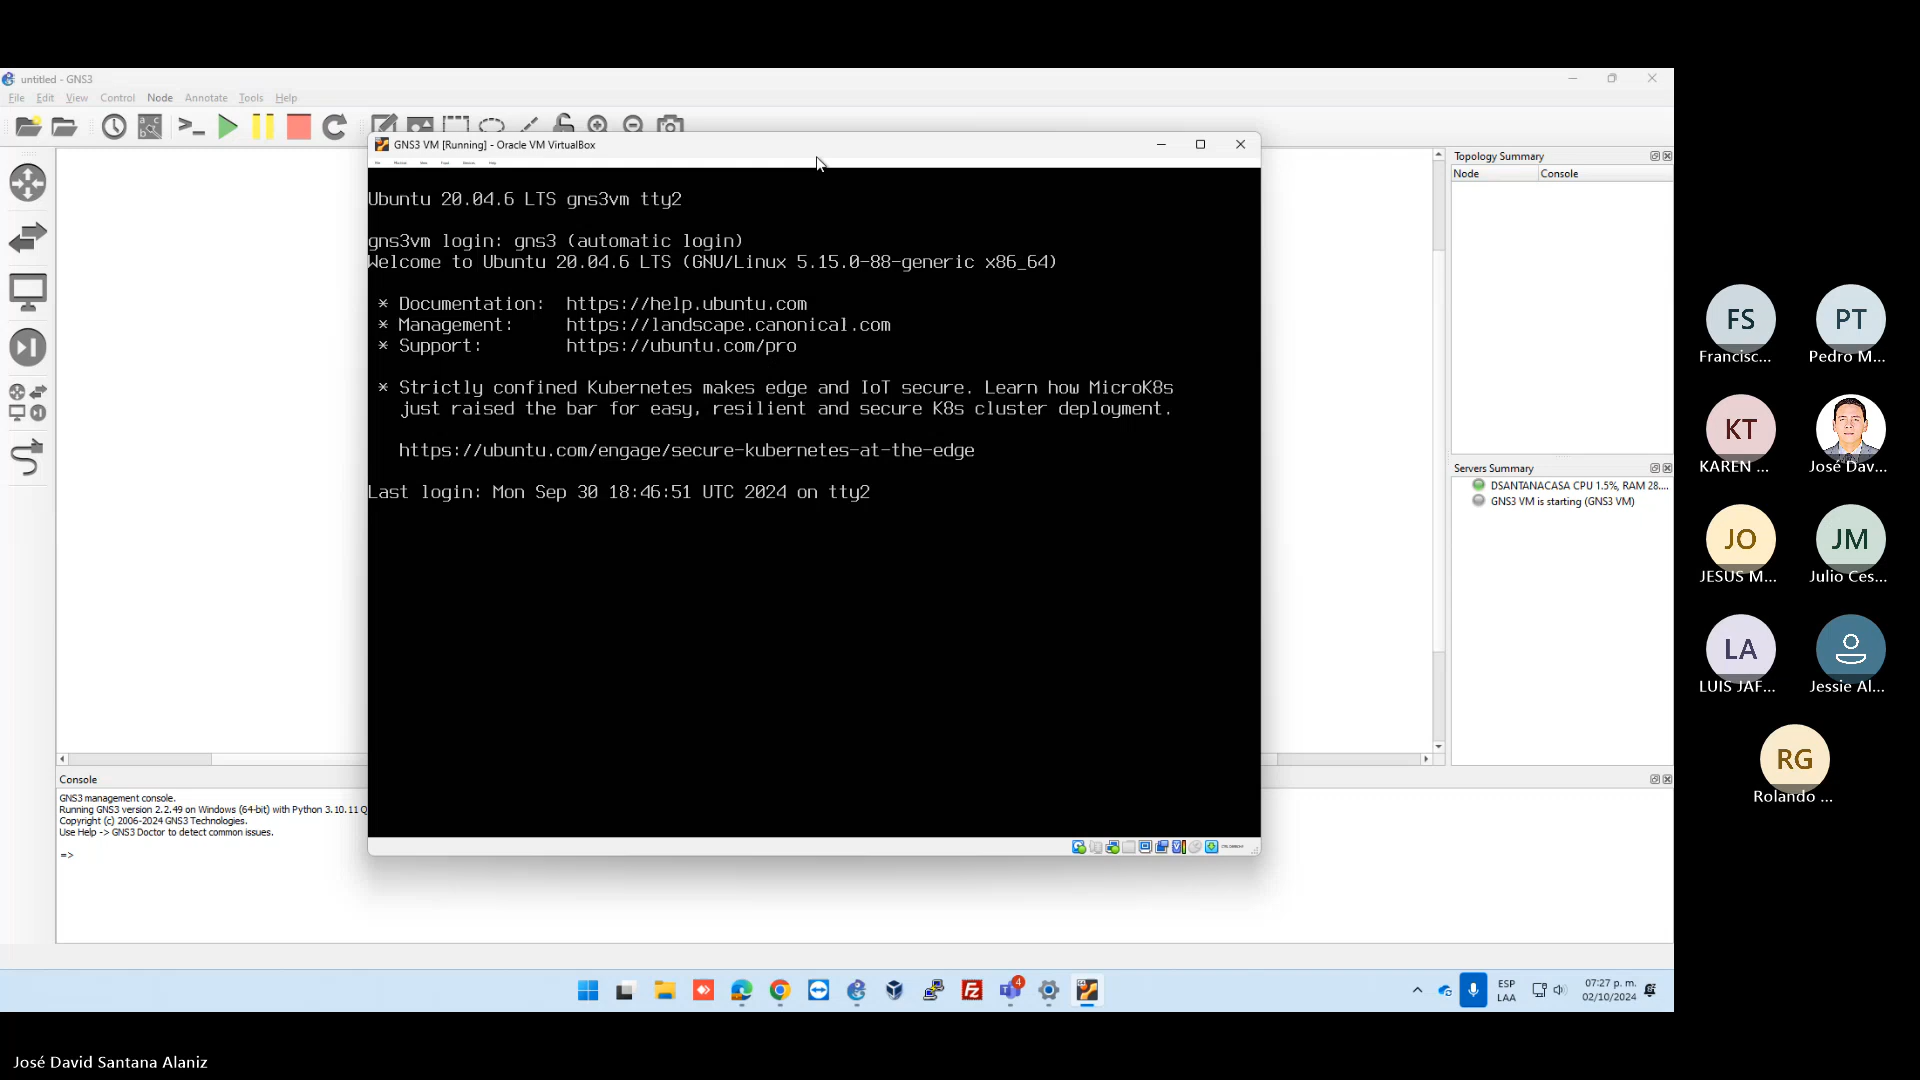 untitled - GNS3
File Edit View Control Node Annotate Tools Help
GNS3 VM [Running] - Oracle VM VirtualBox
Ubuntu 20.04.6 LTS gns3vm tty2
gns3vm login: gns3 (automatic login)
Welcome to Ubuntu 20.04.6 LTS (GNU/Linux 5.15.0-88-generic x86_64)
* Documentation: https://help.ubuntu.com
* Management: https://landscape.canonical.com
* Support: https://ubuntu.com/pro
* Strictly confined Kubernetes makes edge and IoT secure. Learn how MicroK8s
just raised the bar for easy, resilient and secure K8s cluster deployment.
https://ubuntu.com/engage/secure-kubernetes-at-the-edge
Last login: Mon Sep 30 18:46:51 UTC 2024 on tty2
Topology Summary
Node Console
Servers Summary
DSANTANACASA CPU 1.5%, RAM 28....
GNS3 VM is starting (GNS3 VM)
Console
GNS3 management console.
Running GNS3 version 2.2.49 on Windows (64-bit) with Python 3.10.11 Q
Copyright (c) 2006-2024 GNS3 Technologies.
Use Help -> GNS3 Doctor to detect common issues.
=>
4
ESP
LAA
07:27 p. m.
02/10/2024
FS
Francisc...
PT
Pedro M...
KT
KAREN ...
José Dav...
JO
JESUS M...
JM
Julio Ces...
LA
LUIS JAF...
Jessie Al...
RG
Rolando ...
José David Santana Alaniz